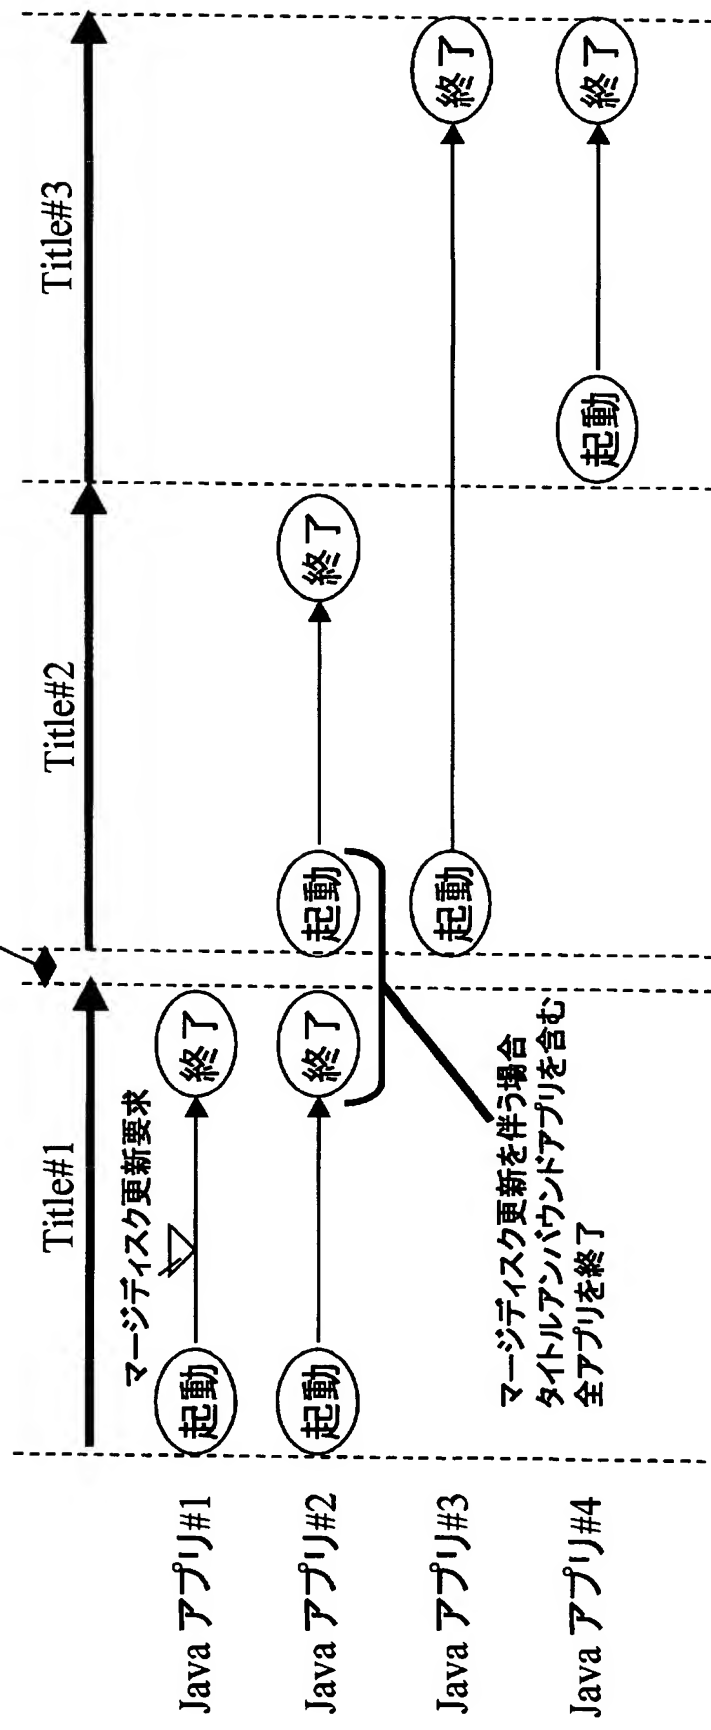 Title#1
Title#2
Title#3
マージディスク更新要求
Java アプリ#1
起動
終了
Java アプリ#2
起動
終了
起動
終了
Java アプリ#3
起動
終了
Java アプリ#4
起動
終了
マージディスク更新を伴う場合
タイトルアンバウンドアプリを含む
全アプリを終了